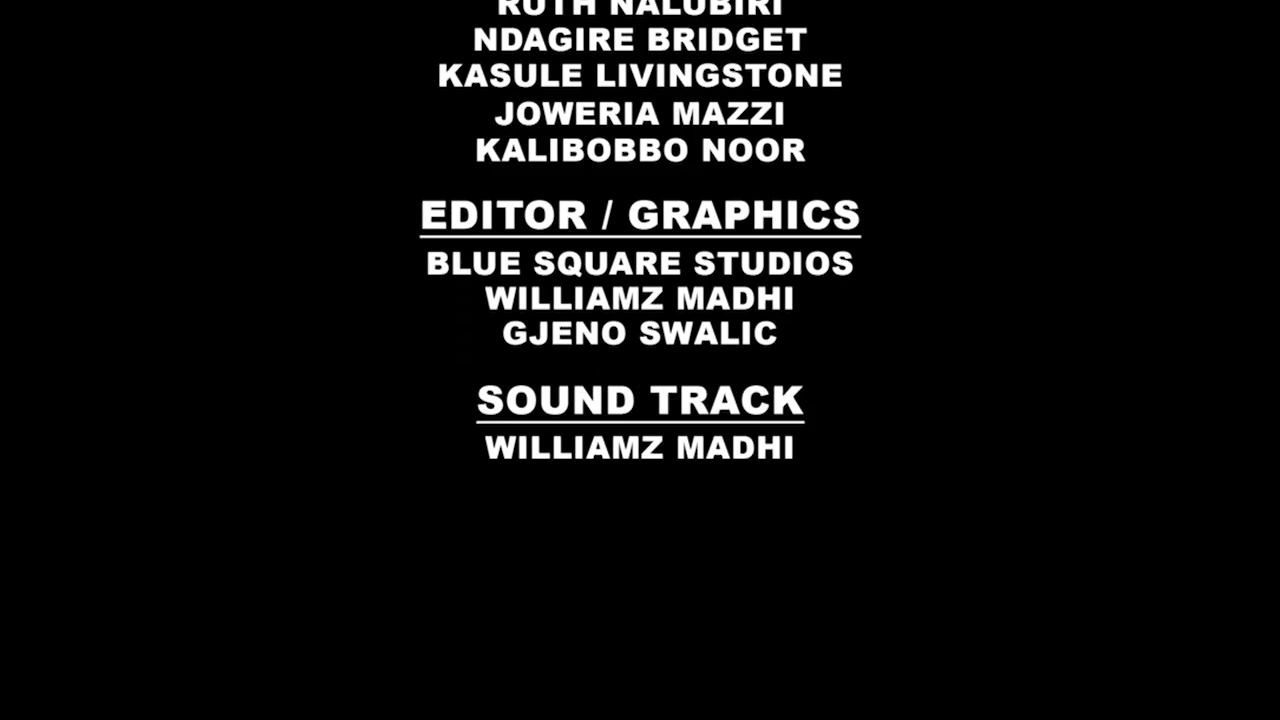 RUTH NALUBIRI
NDAGIRE BRIDGET
KASULE LIVINGSTONE
JOWERIA MAZZI
KALIBOBBO NOOR
EDITOR / GRAPHICS
BLUE SQUARE STUDIOS
WILLIAMZ MADHI
GJENO SWALIC
SOUND TRACK
WILLIAMZ MADHI